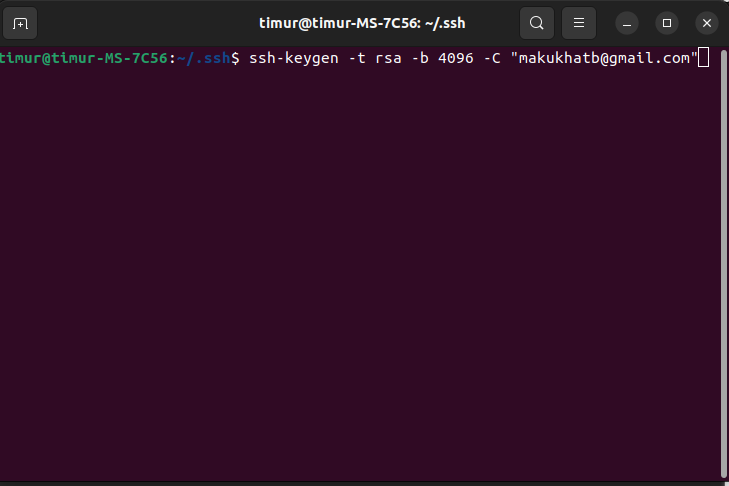 timur@timur-MS-7C56: ~/.ssh
timur@timur-MS-7C56:~/.ssh$ ssh-keygen -t rsa -b 4096 -C "makukhatb@gmail.com"